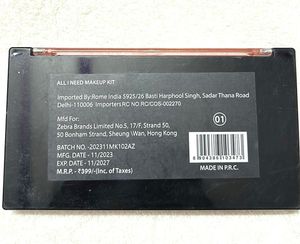 ALL I NEED MAKEUP KIT
Imported By:Rome India 5925/26 Basti Harphool Singh, Sadar Thana Road
Delhi-110006 Importers RC NO RC/COS-002270
Mfd For:
Zebra Brands Limited No.5, 17/F, Strand 50,
50 Bonham Strand, Sheung Wan, Hong Kong
01
BATCH NO. -202311MK102AZ
MFG. DATE - 11/2023
EXP. DATE - 11/2027
M.R.P. - ₹399/-(Inc. of Taxes)
8904386103473
MADE IN P.R.C.